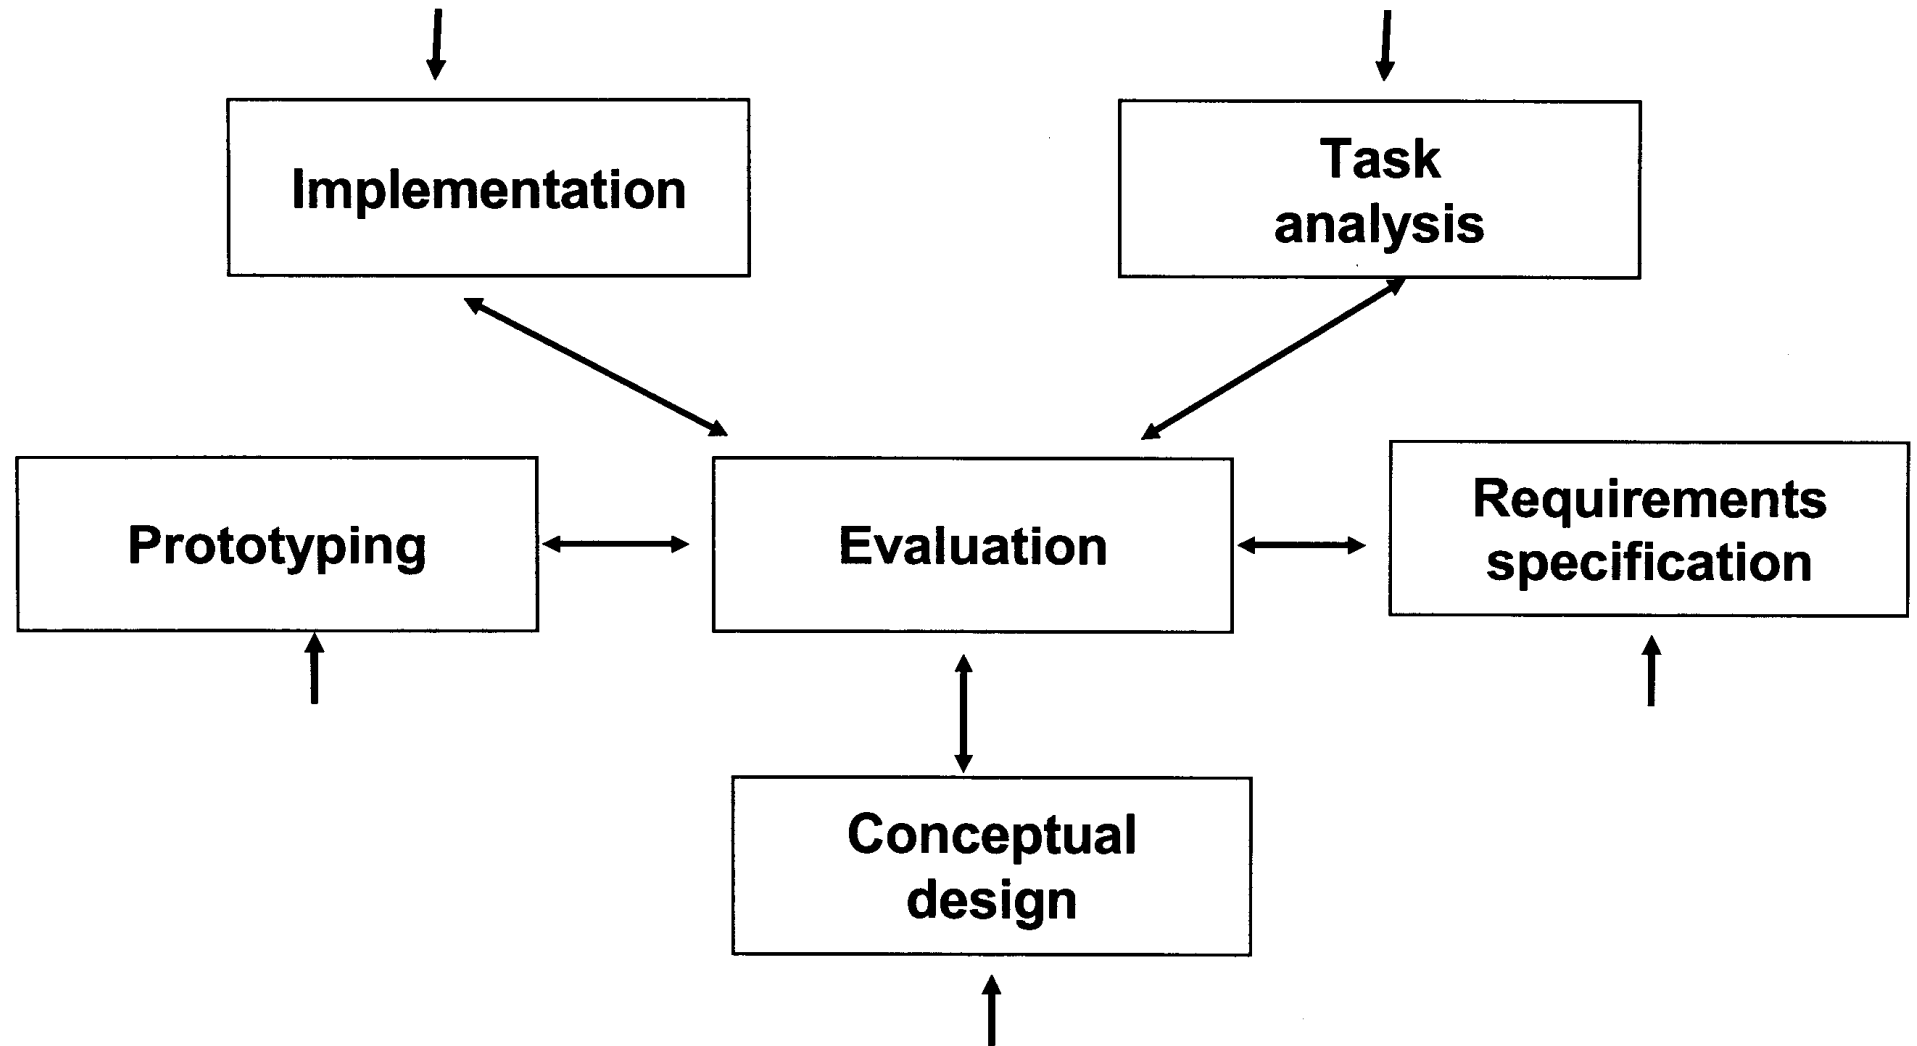 Implementation
Task
analysis
Prototyping
Evaluation
Requirements
specification
Conceptual
design